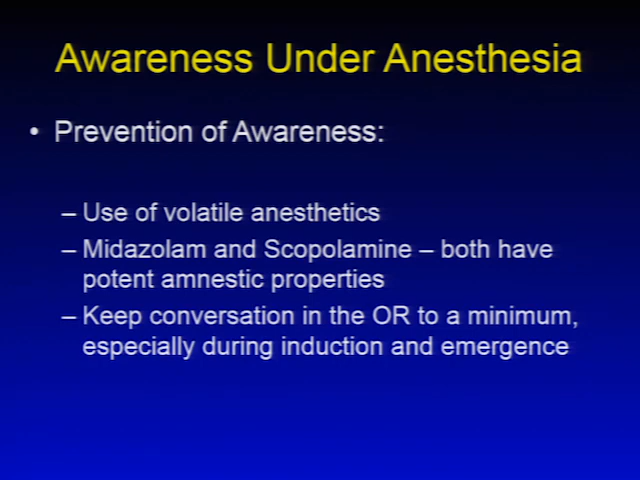 Awareness Under Anesthesia
• Prevention of Awareness:
– Use of volatile anesthetics
– Midazolam and Scopolamine – both have
potent amnestic properties
– Keep conversation in the OR to a minimum,
especially during induction and emergence